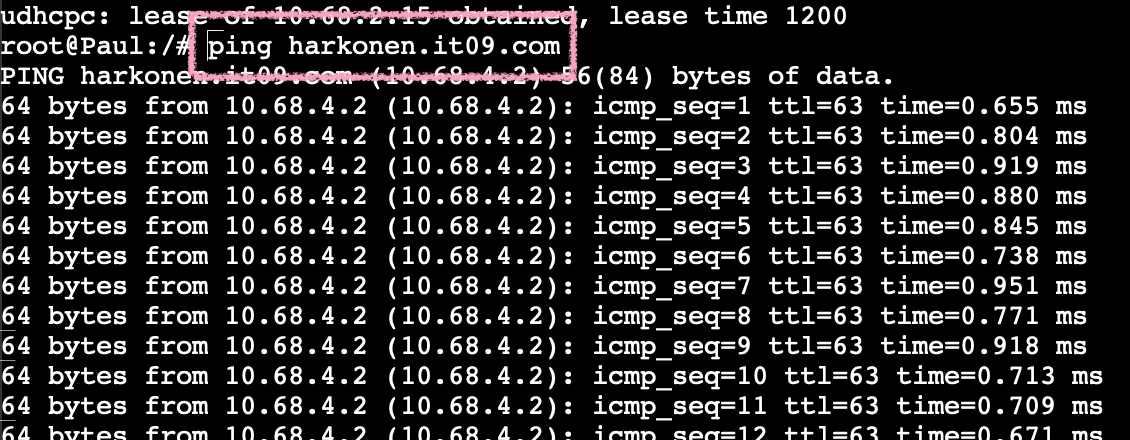 udhcpc: lease of 10.68.2.15 obtained, lease time 1200
root@Paul:/# ping harkonen.it09.com
PING harkonen.it09.com (10.68.4.2) 56(84) bytes of data.
64 bytes from 10.68.4.2 (10.68.4.2): icmp_seq=1 ttl=63 time=0.655 ms
64 bytes from 10.68.4.2 (10.68.4.2): icmp_seq=2 ttl=63 time=0.804 ms
64 bytes from 10.68.4.2 (10.68.4.2): icmp_seq=3 ttl=63 time=0.919 ms
64 bytes from 10.68.4.2 (10.68.4.2): icmp_seq=4 ttl=63 time=0.880 ms
64 bytes from 10.68.4.2 (10.68.4.2): icmp_seq=5 ttl=63 time=0.845 ms
64 bytes from 10.68.4.2 (10.68.4.2): icmp_seq=6 ttl=63 time=0.738 ms
64 bytes from 10.68.4.2 (10.68.4.2): icmp_seq=7 ttl=63 time=0.951 ms
64 bytes from 10.68.4.2 (10.68.4.2): icmp_seq=8 ttl=63 time=0.771 ms
64 bytes from 10.68.4.2 (10.68.4.2): icmp_seq=9 ttl=63 time=0.918 ms
64 bytes from 10.68.4.2 (10.68.4.2): icmp_seq=10 ttl=63 time=0.713 ms
64 bytes from 10.68.4.2 (10.68.4.2): icmp_seq=11 ttl=63 time=0.709 ms
64 bytes from 10.68.4.2 (10.68.4.2): icmp_seq=12 ttl=63 time=0.671 ms